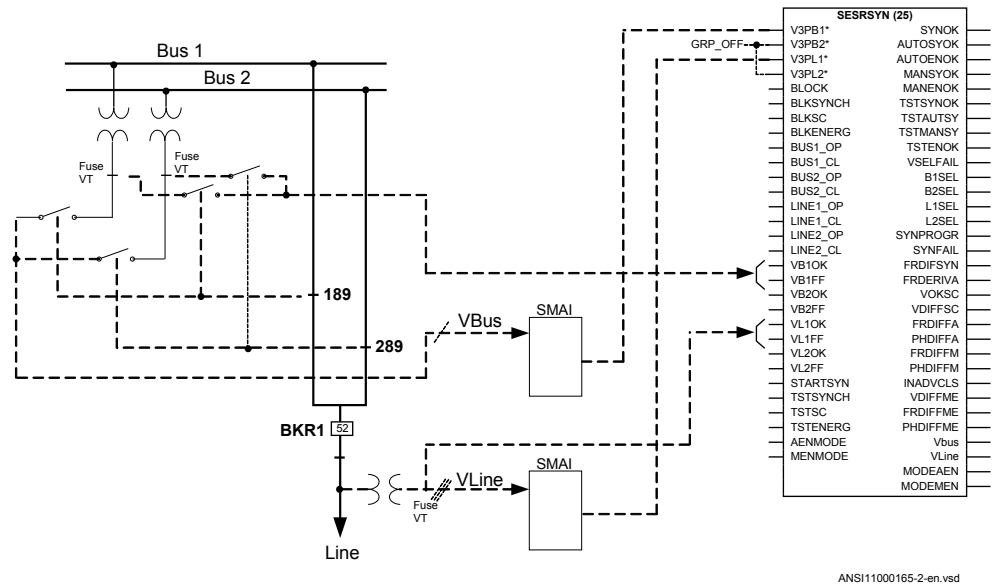 Bus 1
Bus 2
Fuse
VT
Fuse
VT
189
289
VBus
SMAI
BKR1
52
VLine
SMAI
Fuse
VT
Line
GRP_OFF
SESRSYN (25)
V3PB1*
V3PB2*
V3PL1*
V3PL2*
BLOCK
BLKSYNCH
BLKSC
BLKENERG
BUS1_OP
BUS1_CL
BUS2_OP
BUS2_CL
LINE1_OP
LINE1_CL
LINE2_OP
LINE2_CL
VB1OK
VB1FF
VB2OK
VB2FF
VL1OK
VL1FF
VL2OK
VL2FF
STARTSYN
TSTSYNCH
TSTSC
TSTENERG
AENMODE
MENMODE
SYNOK
AUTOSYOK
AUTOENOK
MANSYOK
MANENOK
TSTSYNOK
TSTAUTSY
TSTMANSY
TSTENOK
VSELFAIL
B1SEL
B2SEL
L1SEL
L2SEL
SYNPROGR
SYNFAIL
FRDIFSYN
FRDERIVA
VOKSC
VDIFFSC
FRDIFFA
PHDIFFA
FRDIFFM
PHDIFFM
INADVCLS
VDIFFME
FRDIFFME
PHDIFFME
Vbus
VLine
MODEAEN
MODEMEN
ANSI11000165-2-en.vsd